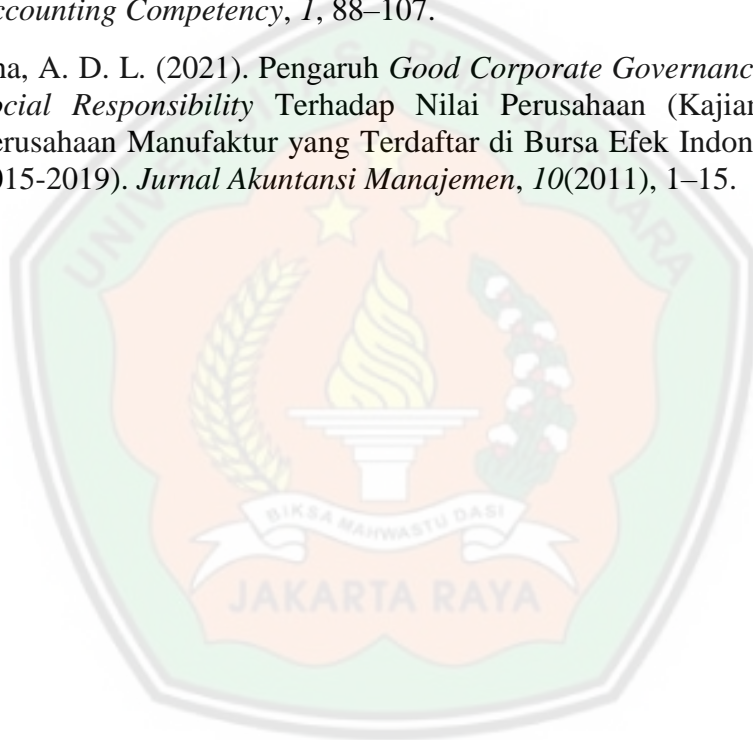 ccounting Competency, 1, 88–107.
na, A. D. L. (2021). Pengaruh Good Corporate Governanc
ocial Responsibility Terhadap Nilai Perusahaan (Kajian
erusahaan Manufaktur yang Terdaftar di Bursa Efek Indon
015-2019). Jurnal Akuntansi Manajemen, 10(2011), 1–15.
BIKSA MAHWASTU DASI
JAKARTA RAYA